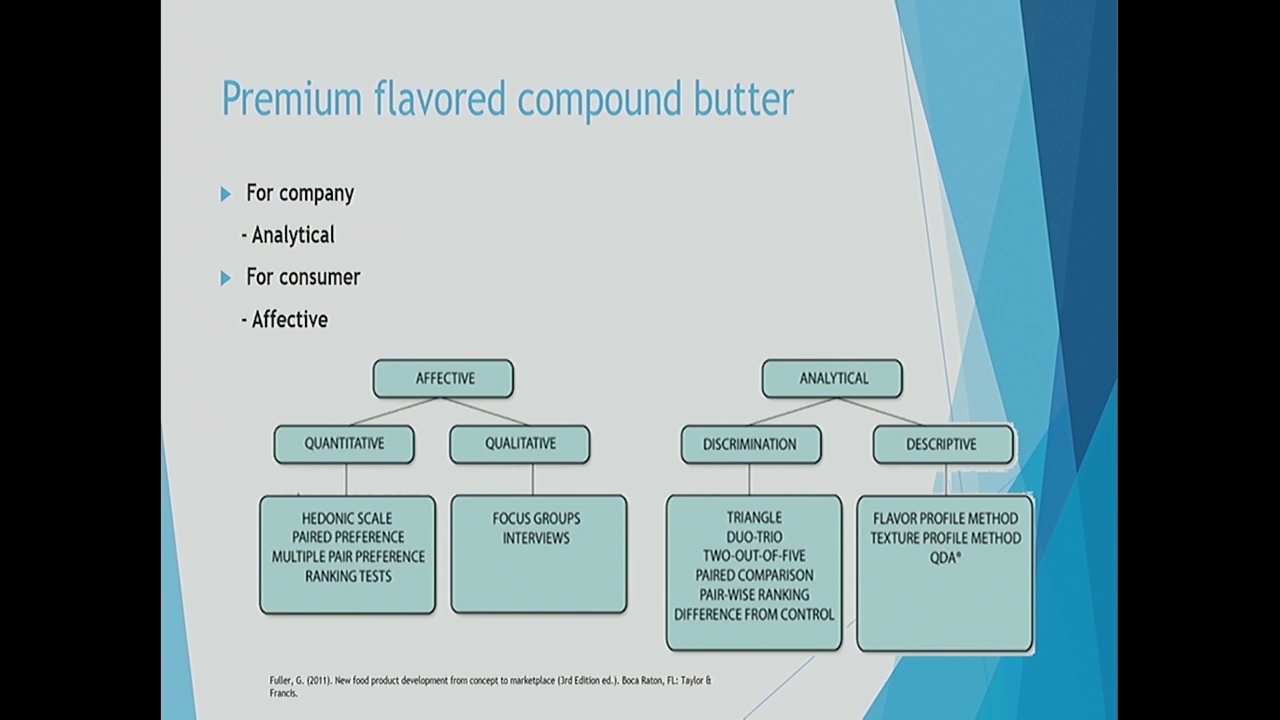 Premium flavored compound butter
For company
- Analytical
For consumer
- Affective
AFFECTIVE
QUANTITATIVE
QUALITATIVE
HEDONIC SCALE
PAIRED PREFERENCE
MULTIPLE PAIR PREFERENCE
RANKING TESTS
FOCUS GROUPS
INTERVIEWS
ANALYTICAL
DISCRIMINATION
DESCRIPTIVE
TRIANGLE
DUO-TRIO
TWO-OUT-OF-FIVE
PAIRED COMPARISON
PAIR-WISE RANKING
DIFFERENCE FROM CONTROL
FLAVOR PROFILE METHOD
TEXTURE PROFILE METHOD
QDA®
Fuller, G. (2011). New food product development from concept to marketplace (3rd Edition ed.). Boca Raton, FL: Taylor &
Francis.